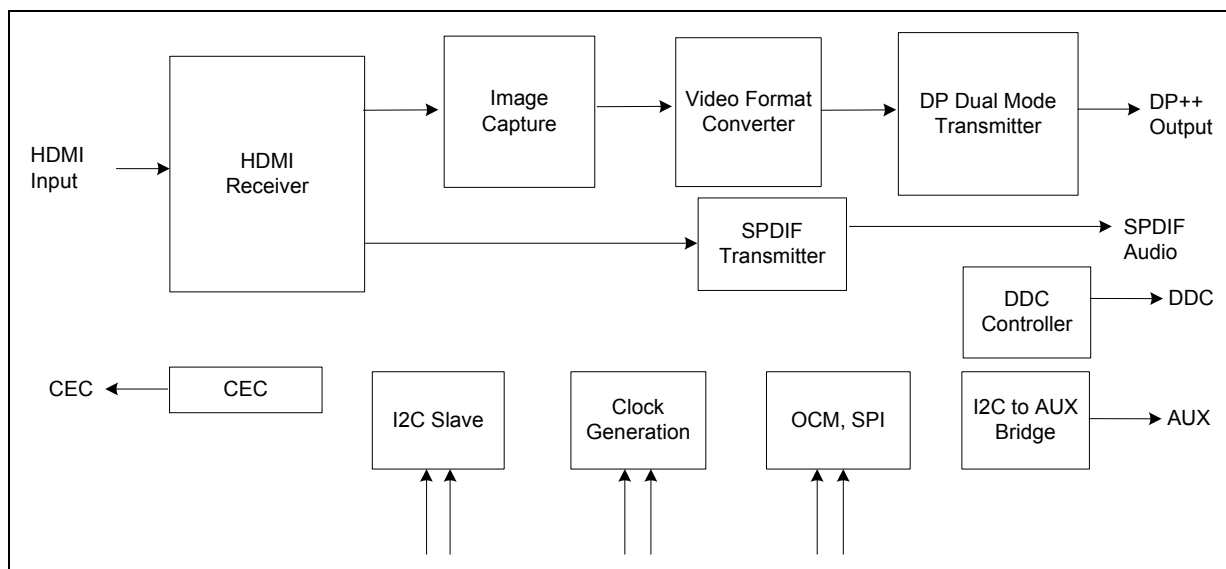 HDMI
Input
HDMI
Receiver
Image
Capture
Video Format
Converter
DP Dual Mode
Transmitter
DP++
Output
SPDIF
Transmitter
SPDIF
Audio
DDC
Controller
DDC
CEC
CEC
I2C Slave
Clock
Generation
OCM, SPI
I2C to AUX
Bridge
AUX